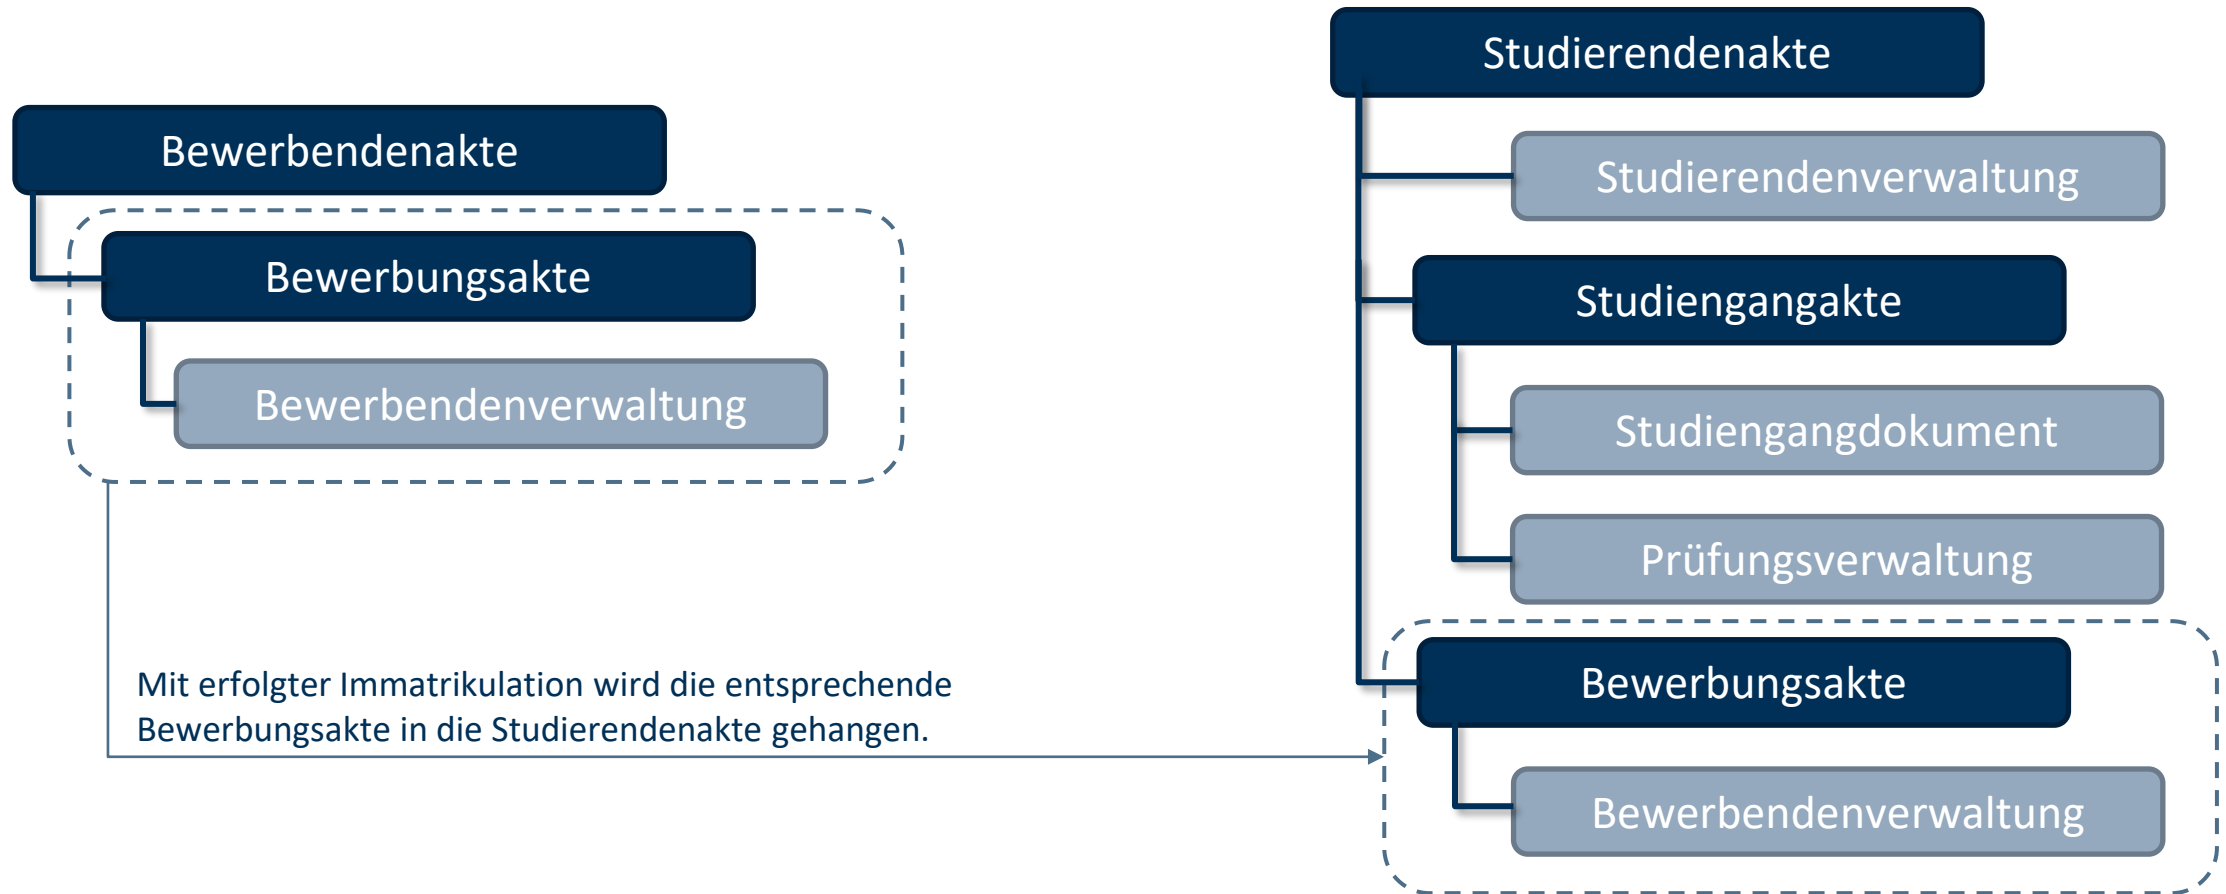 Bewerbendenakte
Bewerbungsakte
Bewerbendenverwaltung
Mit erfolgter Immatrikulation wird die entsprechende
Bewerbungsakte in die Studierendenakte gehangen.
Studierendenakte
Studierendenverwaltung
Studiengangakte
Studiengangdokument
Prüfungsverwaltung
Bewerbungsakte
Bewerbendenverwaltung